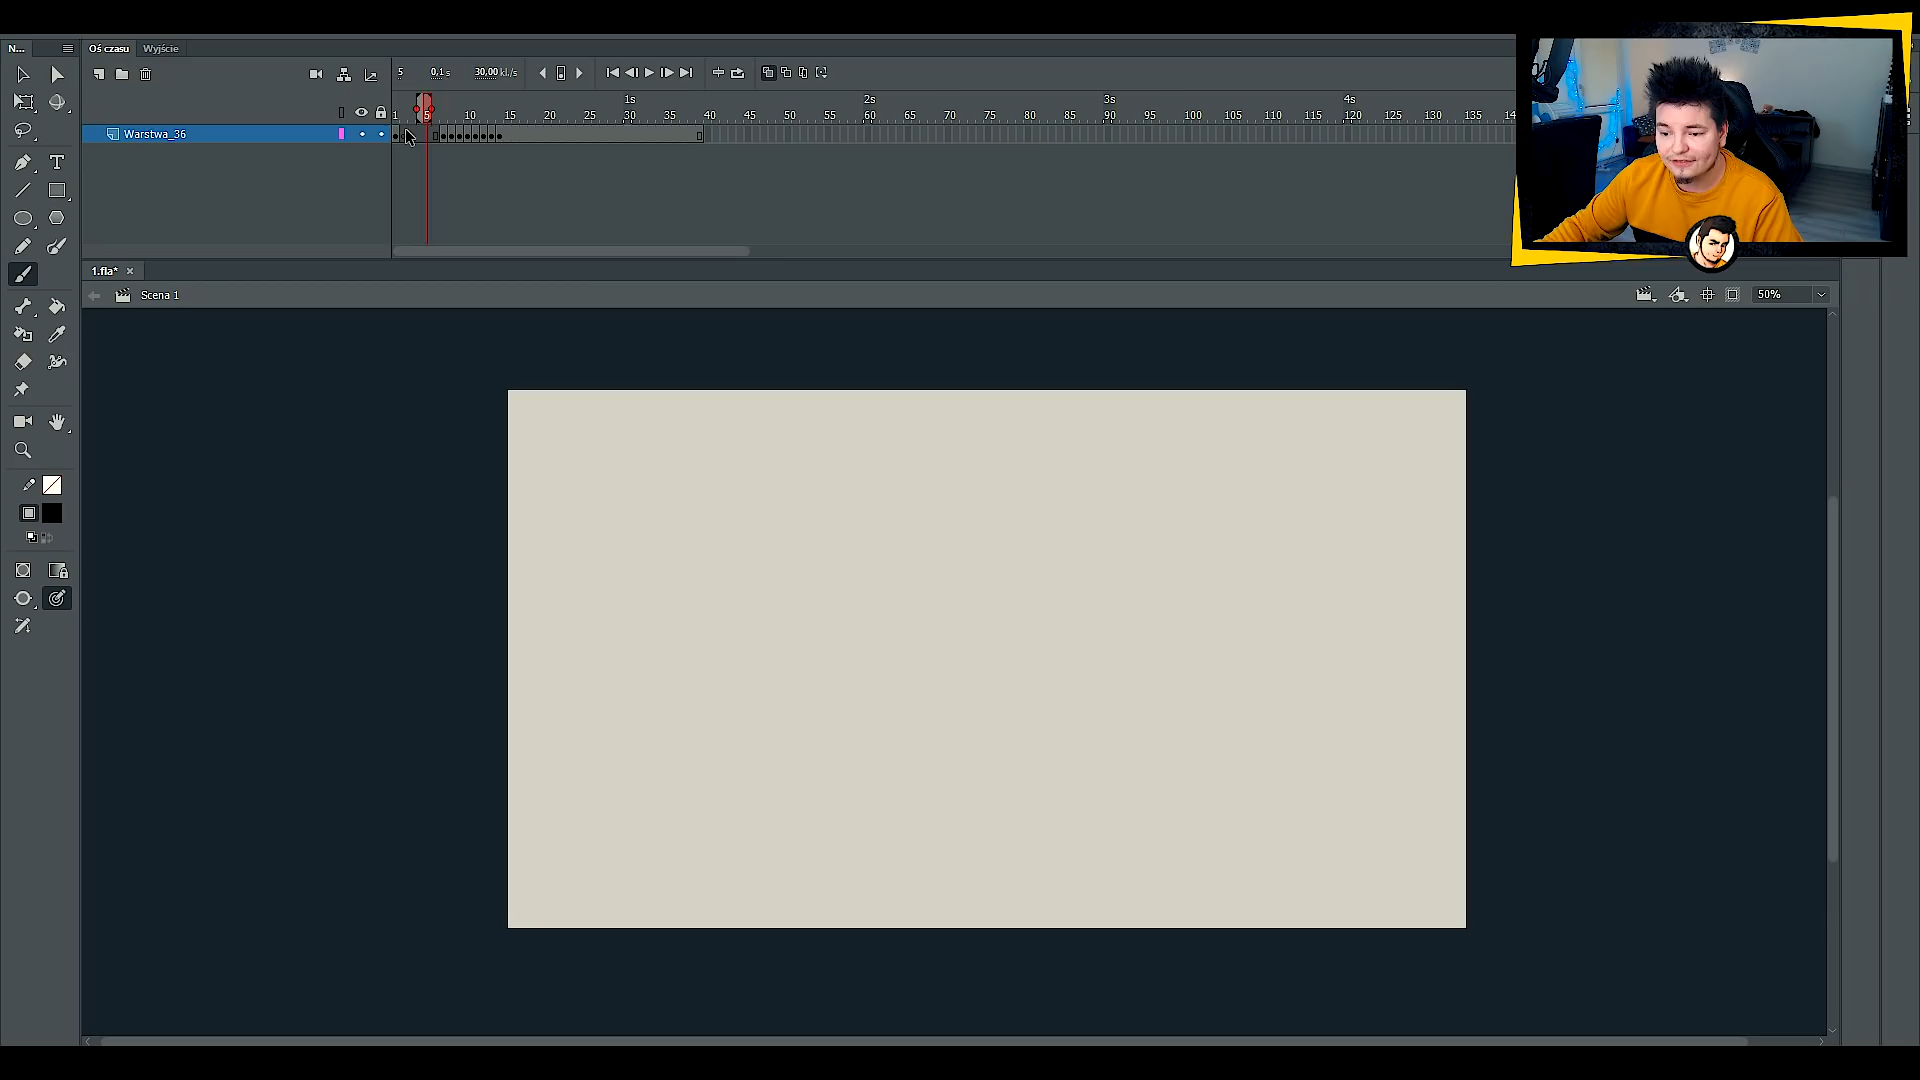 N...
Oś czasu Wyjście
5 0,1 s 30,00 kl./s
1s 2s 3s 4s
1 5 10 15 20 25 30 35 40 45 50 55 60 65 70 75 80 85 90 95 100 105 110 115 120 125 130 135
Warstwa_36
1.fla*
Scena 1
50%